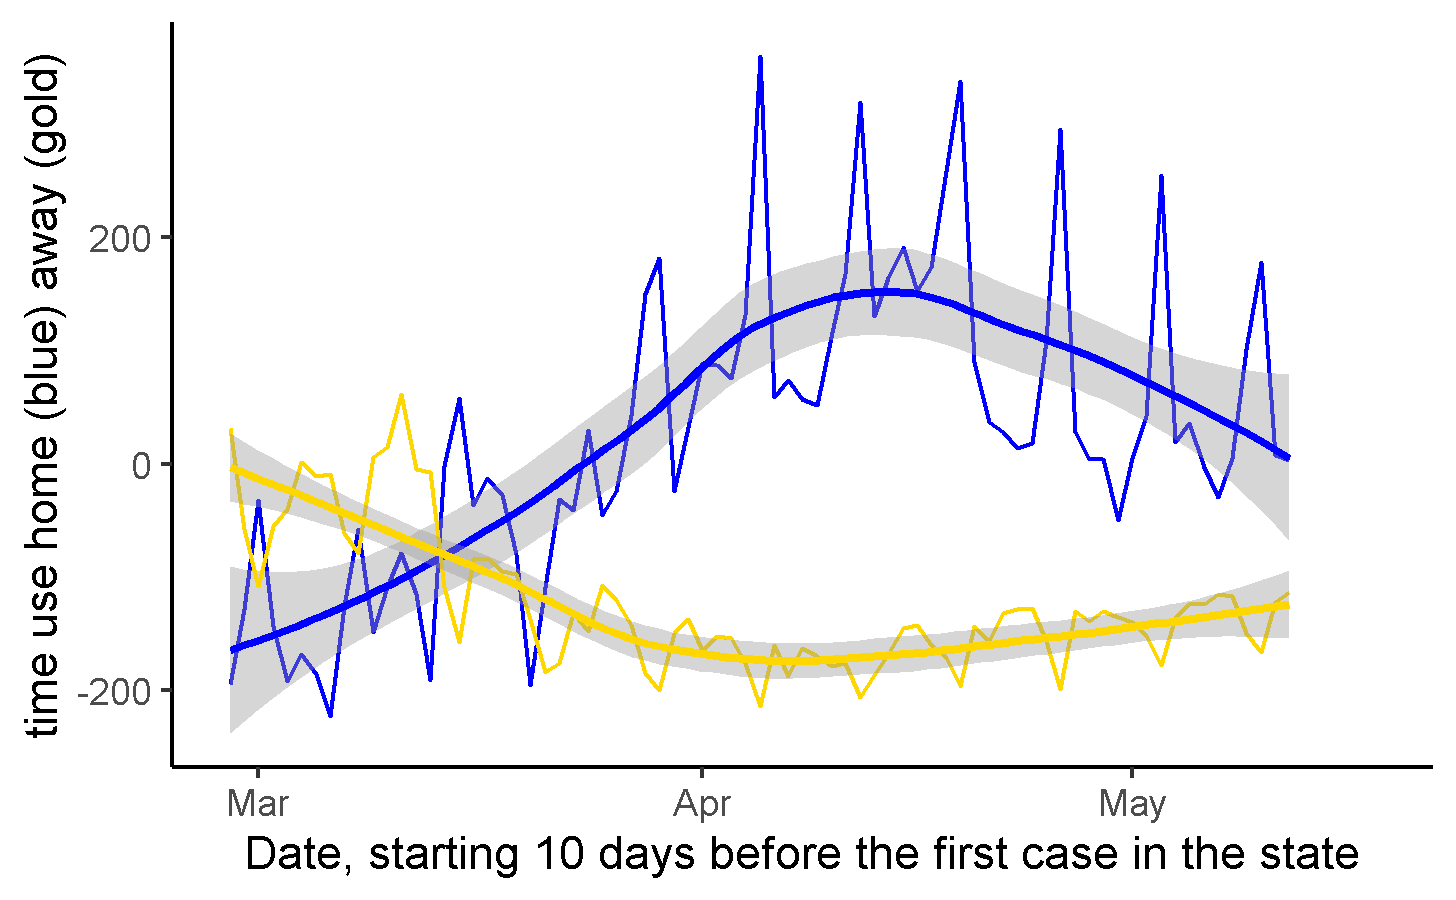 time use home (blue) away (gold)
200
0
-200
Mar Apr May
Date, starting 10 days before the first case in the state